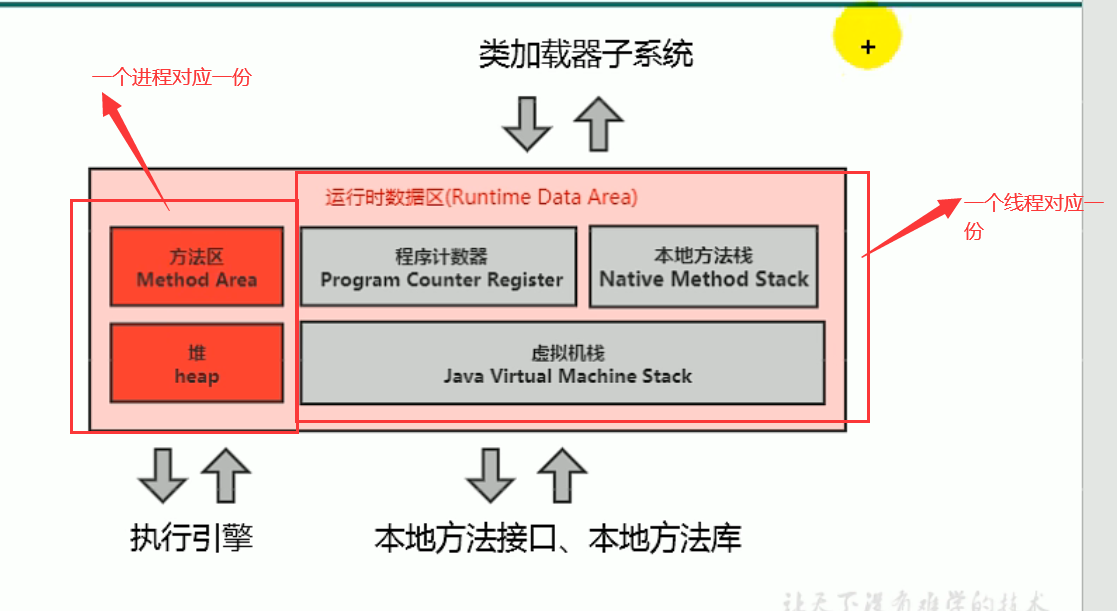 类加载器子系统
一个进程对应一份
运行时数据区(Runtime Data Area)
一个线程对应一
份
方法区
Method Area
程序计数器
Program Counter Register
本地方法栈
Native Method Stack
堆
heap
虚拟机栈
Java Virtual Machine Stack
执行引擎
本地方法接口、本地方法库
让天下没有难学的技术